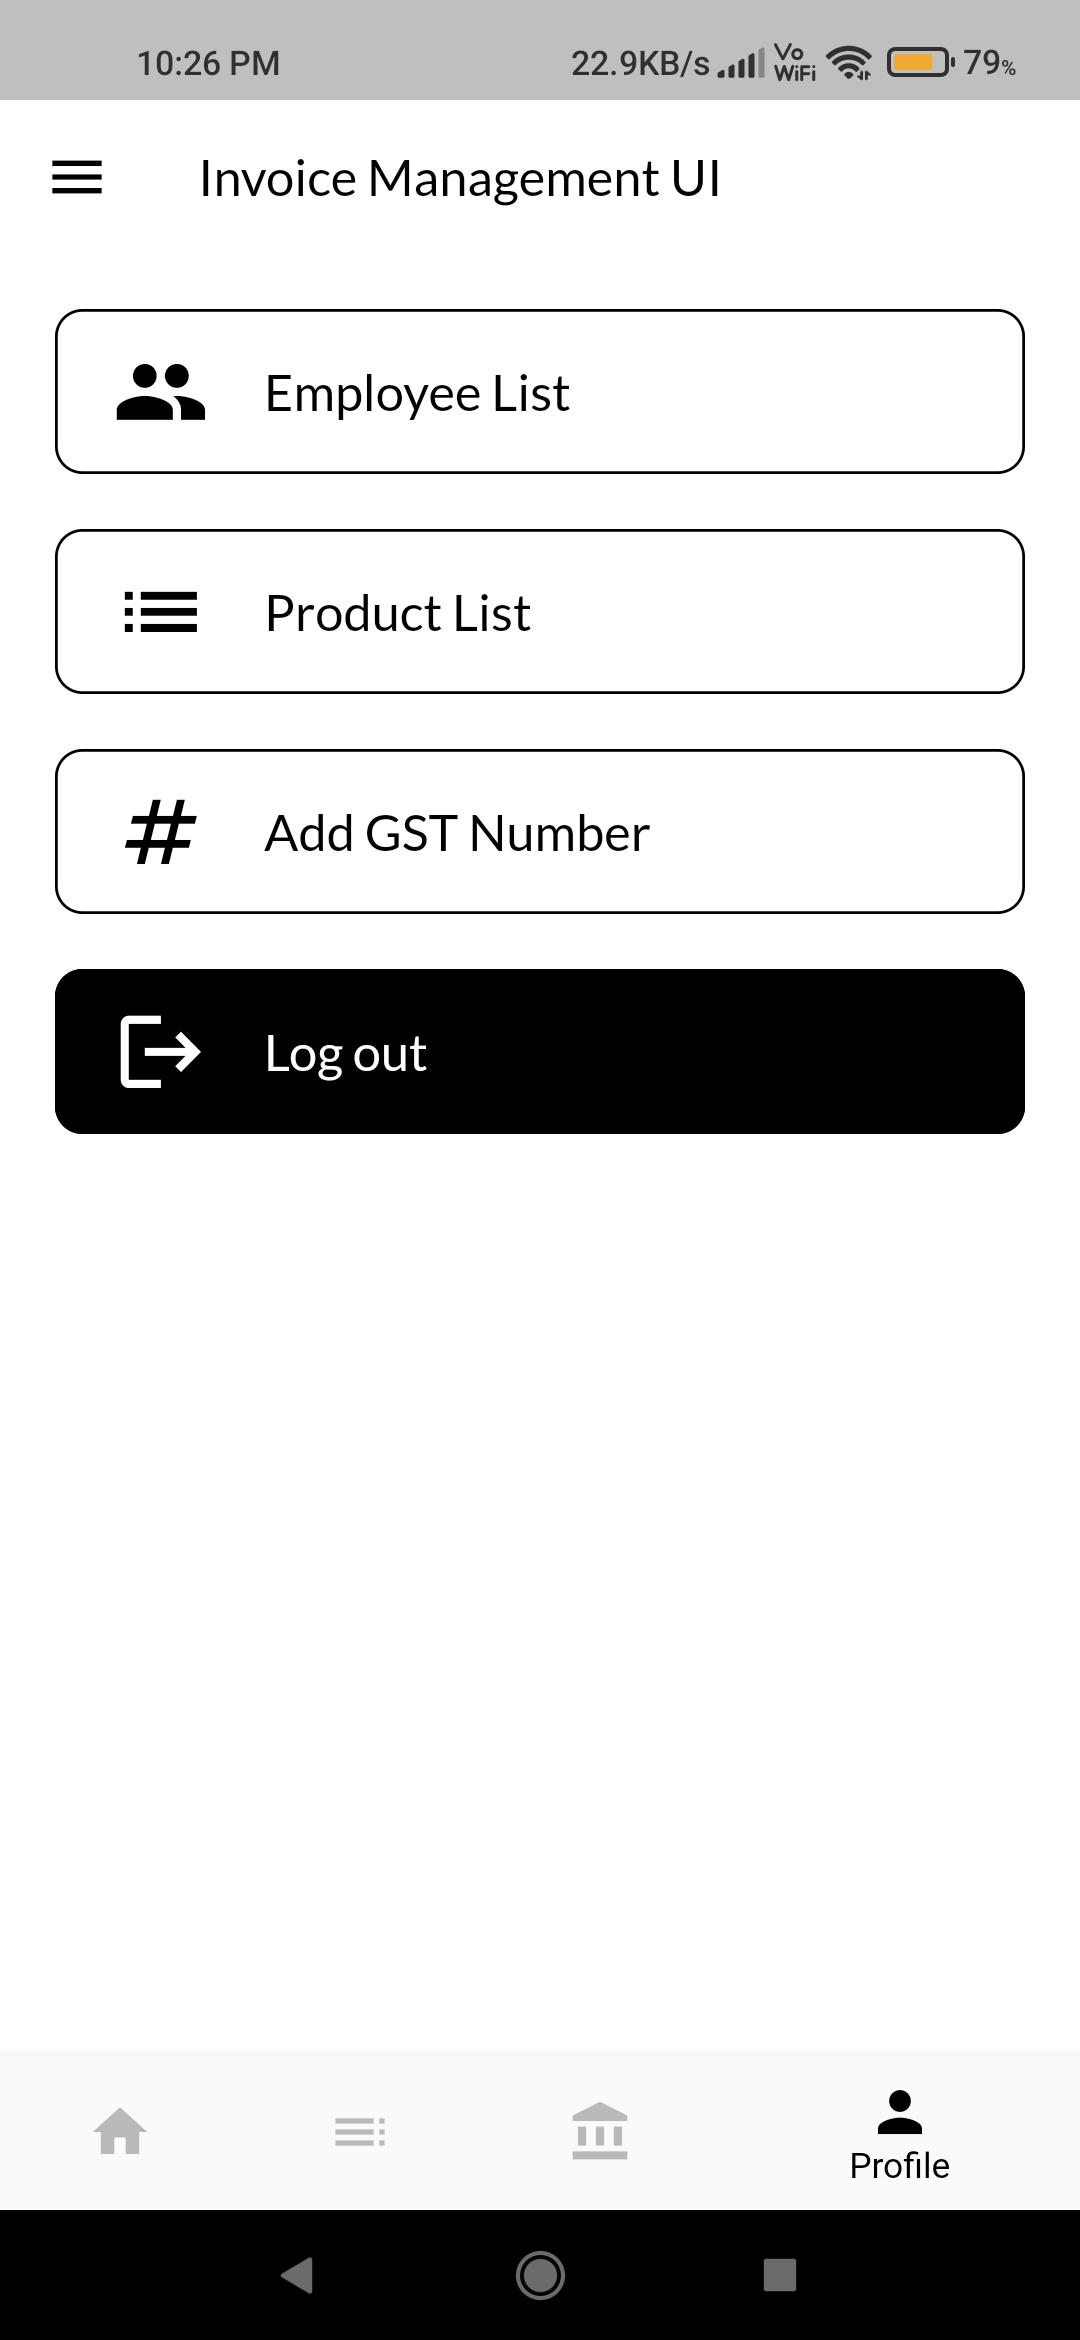 10:26 PM 22.9KB/s Vo WiFi 79%
Invoice Management UI
Employee List
Product List
# Add GST Number
Log out
Profile